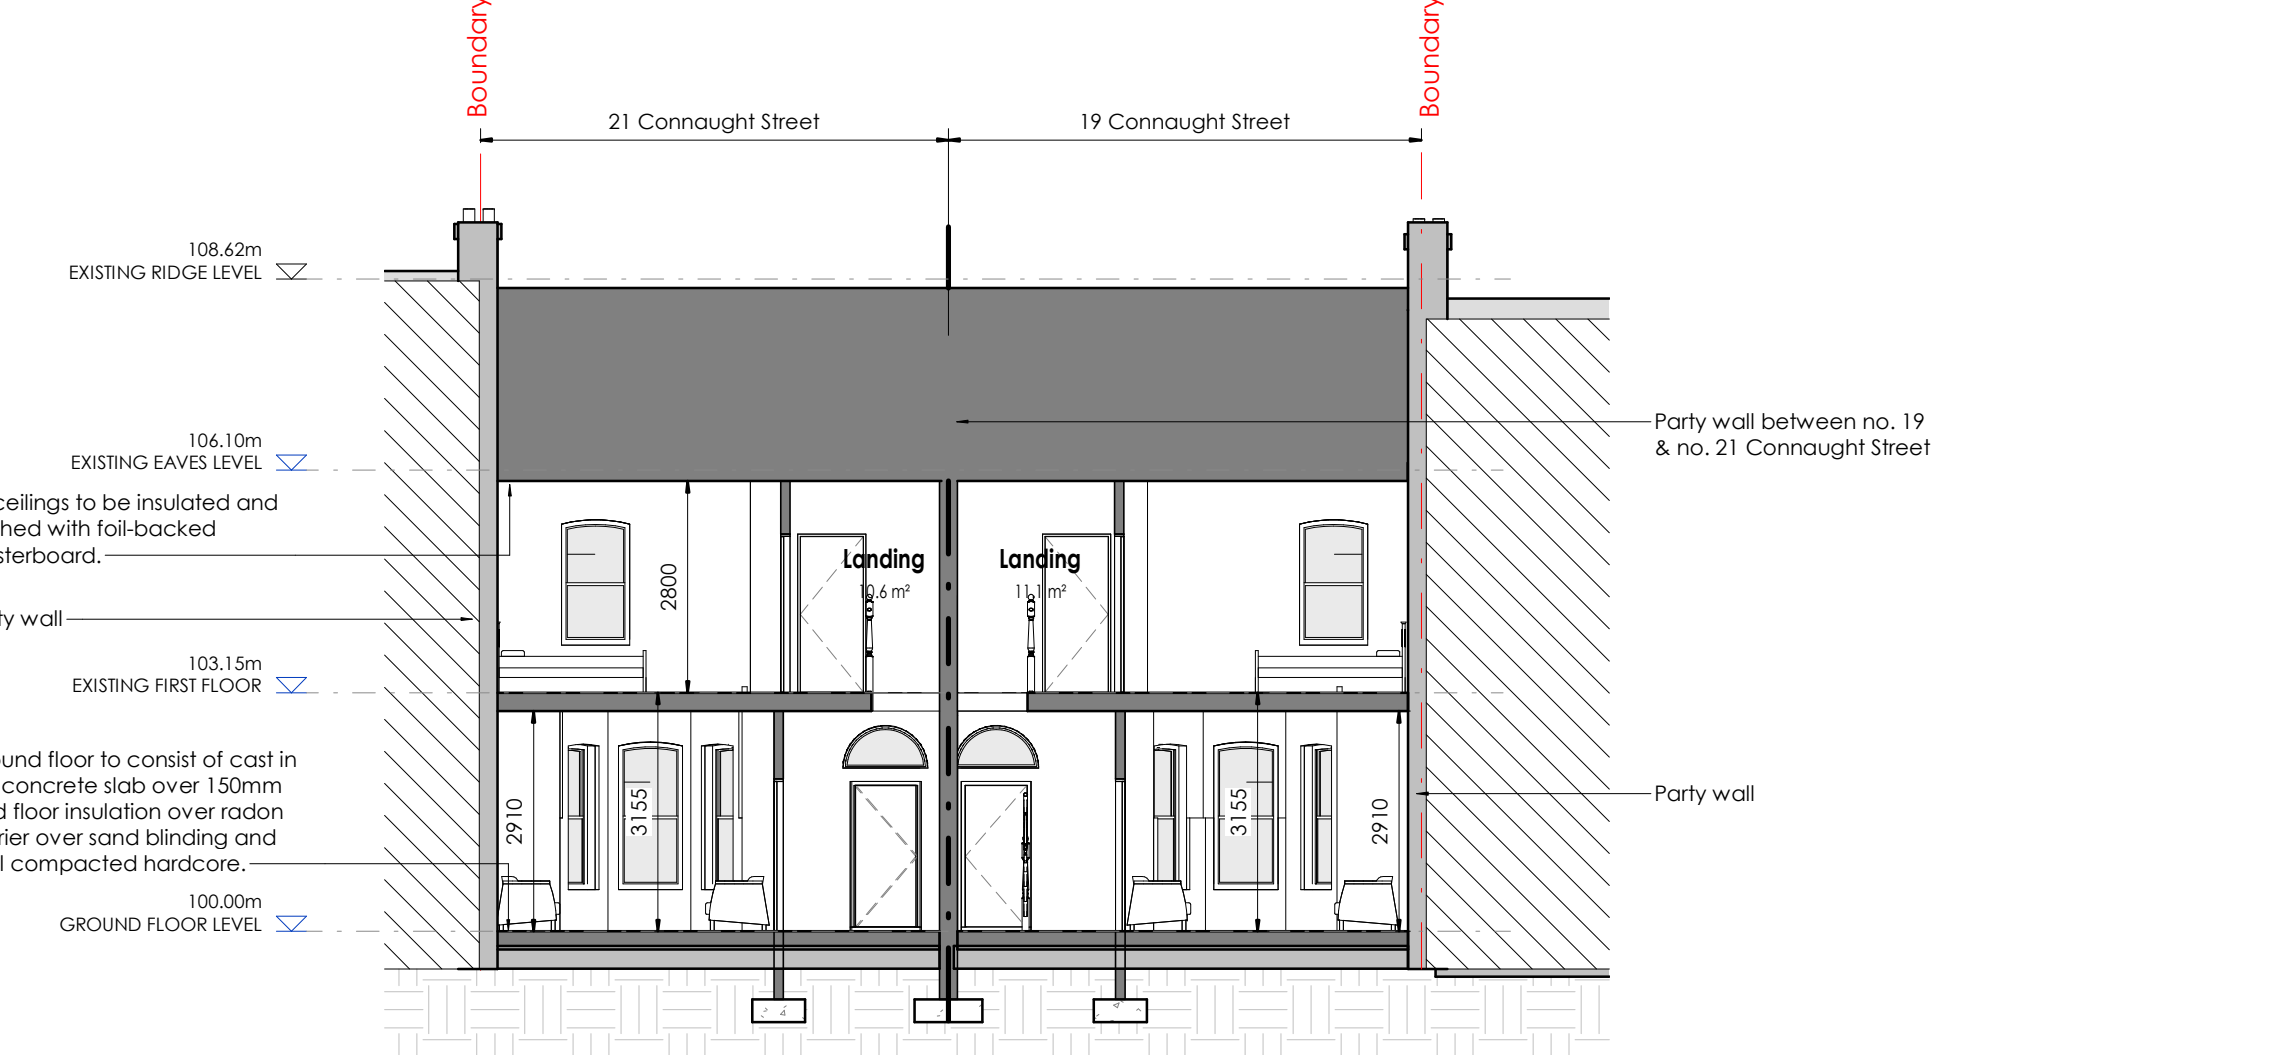 Boundary
Boundary
21 Connaught Street
19 Connaught Street
108.62m
EXISTING RIDGE LEVEL
106.10m
EXISTING EAVES LEVEL
Party wall between no. 19
& no. 21 Connaught Street
ceilings to be insulated and
hed with foil-backed
sterboard.
Landing
10.6 m²
Landing
11.1 m²
2800
ty wall
103.15m
EXISTING FIRST FLOOR
und floor to consist of cast in
concrete slab over 150mm
d floor insulation over radon
rier over sand blinding and
l compacted hardcore.
2910
3155
3155
2910
Party wall
100.00m
GROUND FLOOR LEVEL